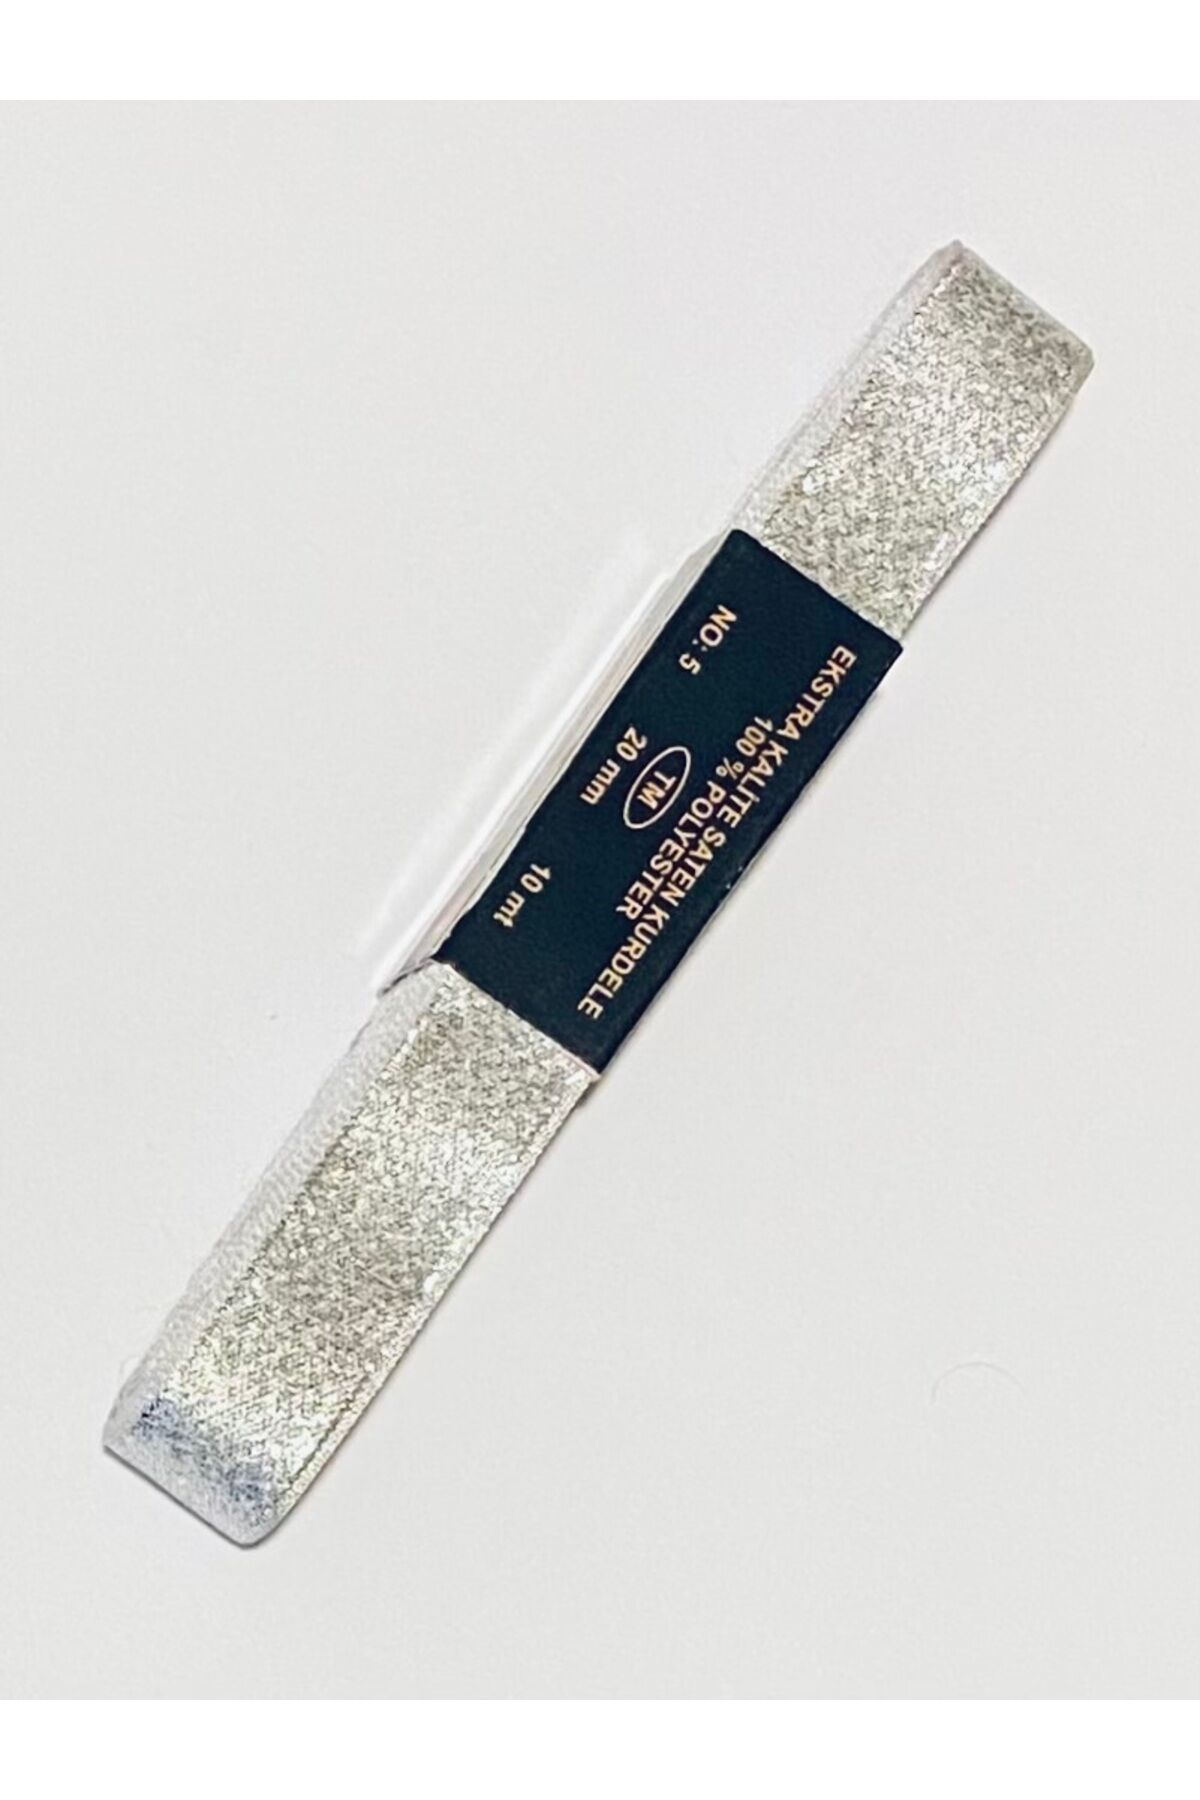 EKSTRA KALİTE SATEN KURDELE
100 % POLYESTER
TM
NO: 5 20 mm 10 mt